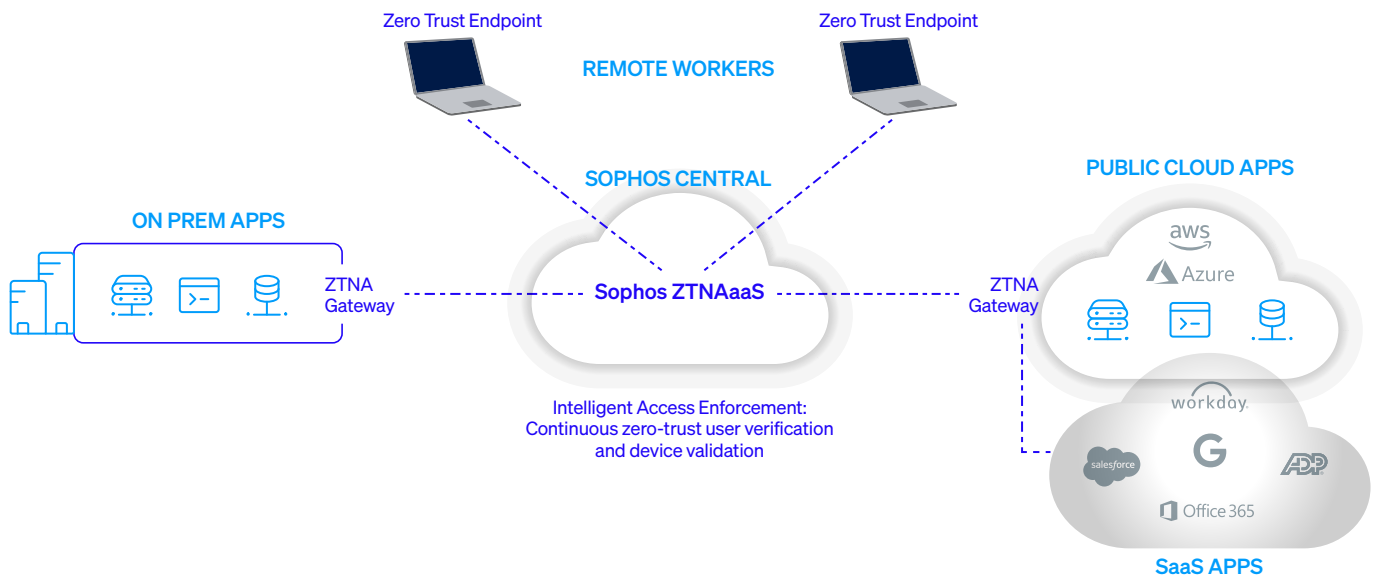 Zero Trust Endpoint
Zero Trust Endpoint
REMOTE WORKERS
SOPHOS CENTRAL
PUBLIC CLOUD APPS
ON PREM APPS
aws
Azure
ZTNA
Gateway
Sophos ZTNAaaS
ZTNA
Gateway
workday.
Intelligent Access Enforcement:
Continuous zero-trust user verification
and device validation
salesforce
G
ADP
Office 365
SaaS APPS